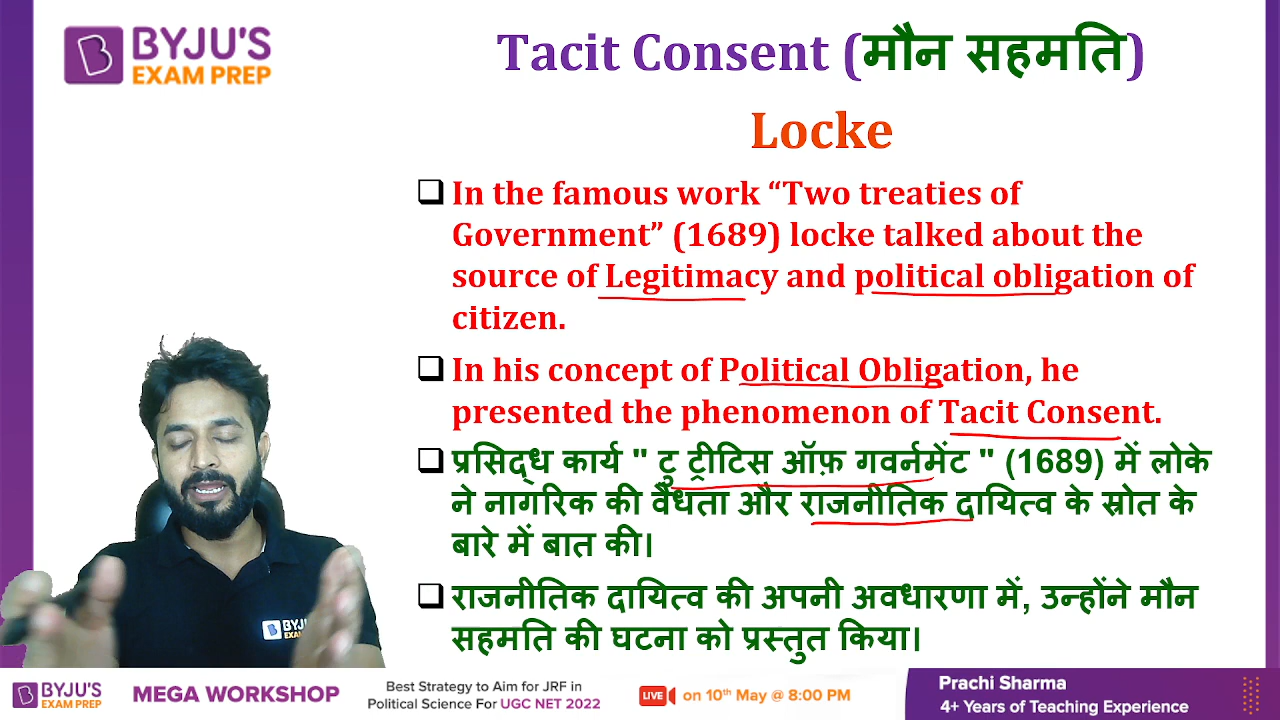 BYJU'S
EXAM PREP
Tacit Consent (मौन सहमति)
Locke
In the famous work “Two treaties of
Government” (1689) locke talked about the
source of Legitimacy and political obligation of
citizen.
In his concept of Political Obligation, he
presented the phenomenon of Tacit Consent.
प्रसिद्ध कार्य " टु ट्रीटिस ऑफ़ गवर्नमेंट " (1689) में लोके
ने नागरिक की वैधता और राजनीतिक दायित्व के स्रोत के
बारे में बात की।
राजनीतिक दायित्व की अपनी अवधारणा में, उन्होंने मौन
सहमति की घटना को प्रस्तुत किया।
BYJU'S
EXAM PREP
MEGA WORKSHOP
Best Strategy to Aim for JRF in
Political Science For UGC NET 2022
LIVE on 10th May @ 8:00 PM
Prachi Sharma
4+ Years of Teaching Experience